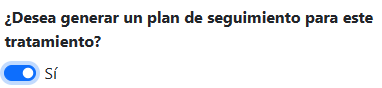 ¿Desea generar un plan de seguimiento para este
tratamiento?
Sí